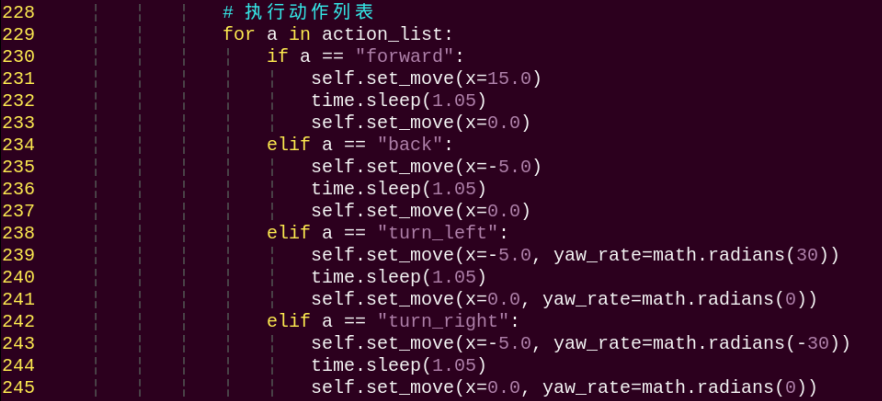 228 # 执行动作列表
229 for a in action_list:
230 if a == "forward":
231 self.set_move(x=15.0)
232 time.sleep(1.05)
233 self.set_move(x=0.0)
234 elif a == "back":
235 self.set_move(x=-5.0)
236 time.sleep(1.05)
237 self.set_move(x=0.0)
238 elif a == "turn_left":
239 self.set_move(x=-5.0, yaw_rate=math.radians(30))
240 time.sleep(1.05)
241 self.set_move(x=0.0, yaw_rate=math.radians(0))
242 elif a == "turn_right":
243 self.set_move(x=-5.0, yaw_rate=math.radians(-30))
244 time.sleep(1.05)
245 self.set_move(x=0.0, yaw_rate=math.radians(0))